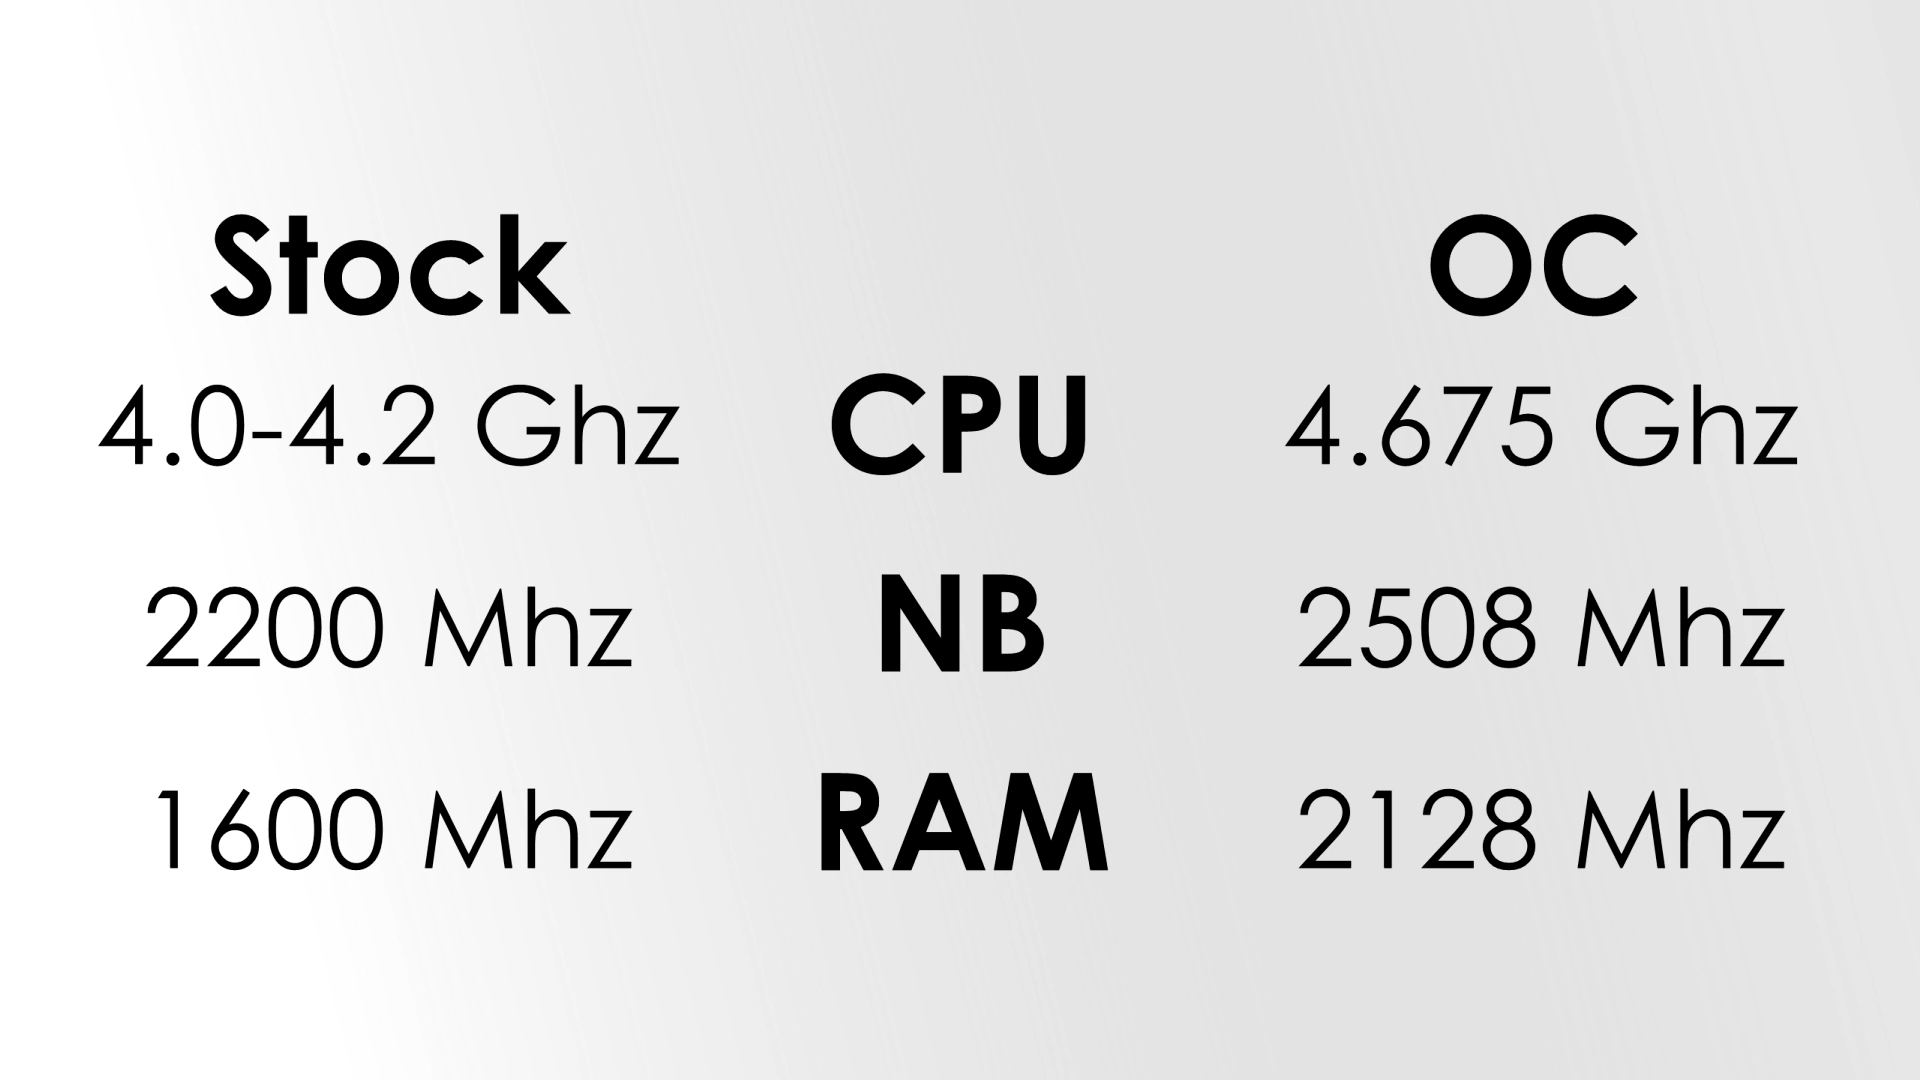 Stock OC
4.0-4.2 Ghz CPU 4.675 Ghz
2200 Mhz NB 2508 Mhz
1600 Mhz RAM 2128 Mhz